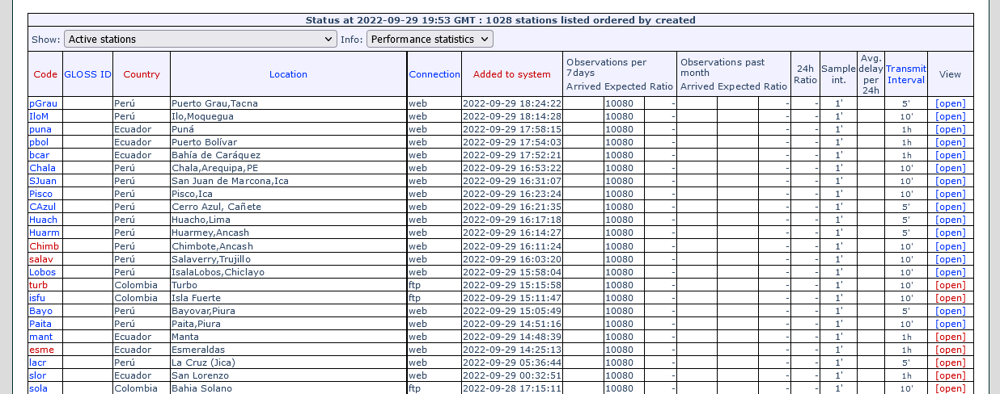 Status at 2022-09-29 19:53 GMT : 1028 stations listed ordered by created
Show: Active stations Info: Performance statistics
Code GLOSS ID Country Location Connection Added to system Observations per 7days Arrived Expected Ratio Observations past month Arrived Expected Ratio 24h Ratio Sample int. Avg. delay per 24h Transmit Interval View
pGrau Perú Puerto Grau,Tacna web 2022-09-29 18:24:22 10080 - - - 1' 5' [open]
IloM Perú Ilo,Moquegua web 2022-09-29 18:14:28 10080 - - - 1' 10' [open]
puna Ecuador Puná web 2022-09-29 17:58:15 10080 - - - 1' 1h [open]
pbol Ecuador Puerto Bolívar web 2022-09-29 17:54:03 10080 - - - 1' 1h [open]
bcar Ecuador Bahía de Caráquez web 2022-09-29 17:52:21 10080 - - - 1' 1h [open]
Chala Perú Chala,Arequipa,PE web 2022-09-29 16:53:22 10080 - - - 1' 10' [open]
SJuan Perú San Juan de Marcona,Ica web 2022-09-29 16:31:07 10080 - - - 1' 10' [open]
Pisco Perú Pisco,Ica web 2022-09-29 16:23:24 10080 - - - 1' 10' [open]
CAzul Perú Cerro Azul, Cañete web 2022-09-29 16:21:35 10080 - - - 1' 5' [open]
Huach Perú Huacho,Lima web 2022-09-29 16:17:18 10080 - - - 1' 5' [open]
Huarm Perú Huarmey,Ancash web 2022-09-29 16:14:27 10080 - - - 1' 5' [open]
Chimb Perú Chimbote,Ancash web 2022-09-29 16:11:24 10080 - - - 1' 10' [open]
salav Perú Salaverry,Trujillo web 2022-09-29 16:03:20 10080 - - - 1' 10' [open]
Lobos Perú IsalaLobos,Chiclayo web 2022-09-29 15:58:04 10080 - - - 1' 10' [open]
turb Colombia Turbo ftp 2022-09-29 15:15:58 10080 - - - 1' 10' [open]
isfu Colombia Isla Fuerte ftp 2022-09-29 15:11:47 10080 - - - 1' 10' [open]
Bayo Perú Bayovar,Piura web 2022-09-29 15:05:49 10080 - - - 1' 5' [open]
Paita Perú Paita,Piura web 2022-09-29 14:51:16 10080 - - - 1' 10' [open]
mant Ecuador Manta web 2022-09-29 14:48:39 10080 - - - 1' 1h [open]
esme Ecuador Esmeraldas web 2022-09-29 14:25:13 10080 - - - 1' 1h [open]
lacr Perú La Cruz (Jica) web 2022-09-29 05:36:44 10080 - - - 1' 5' [open]
slor Ecuador San Lorenzo web 2022-09-29 00:32:51 10080 - - - 1' 1h [open]
sola Colombia Bahia Solano ftp 2022-09-28 17:15:11 10080 - - - 1' 10' [open]